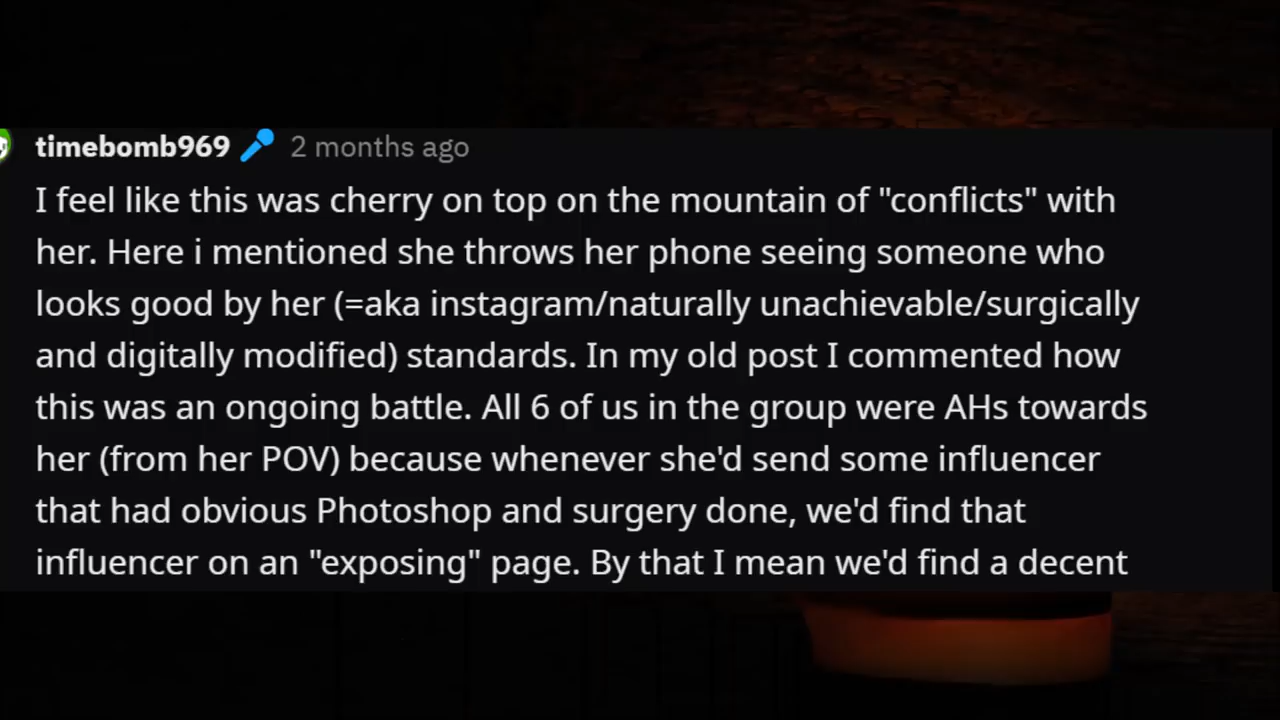 timebomb969 2 months ago
I feel like this was cherry on top on the mountain of "conflicts" with
her. Here i mentioned she throws her phone seeing someone who
looks good by her (=aka instagram/naturally unachievable/surgically
and digitally modified) standards. In my old post I commented how
this was an ongoing battle. All 6 of us in the group were AHs towards
her (from her POV) because whenever she'd send some influencer
that had obvious Photoshop and surgery done, we'd find that
influencer on an "exposing" page. By that I mean we'd find a decent